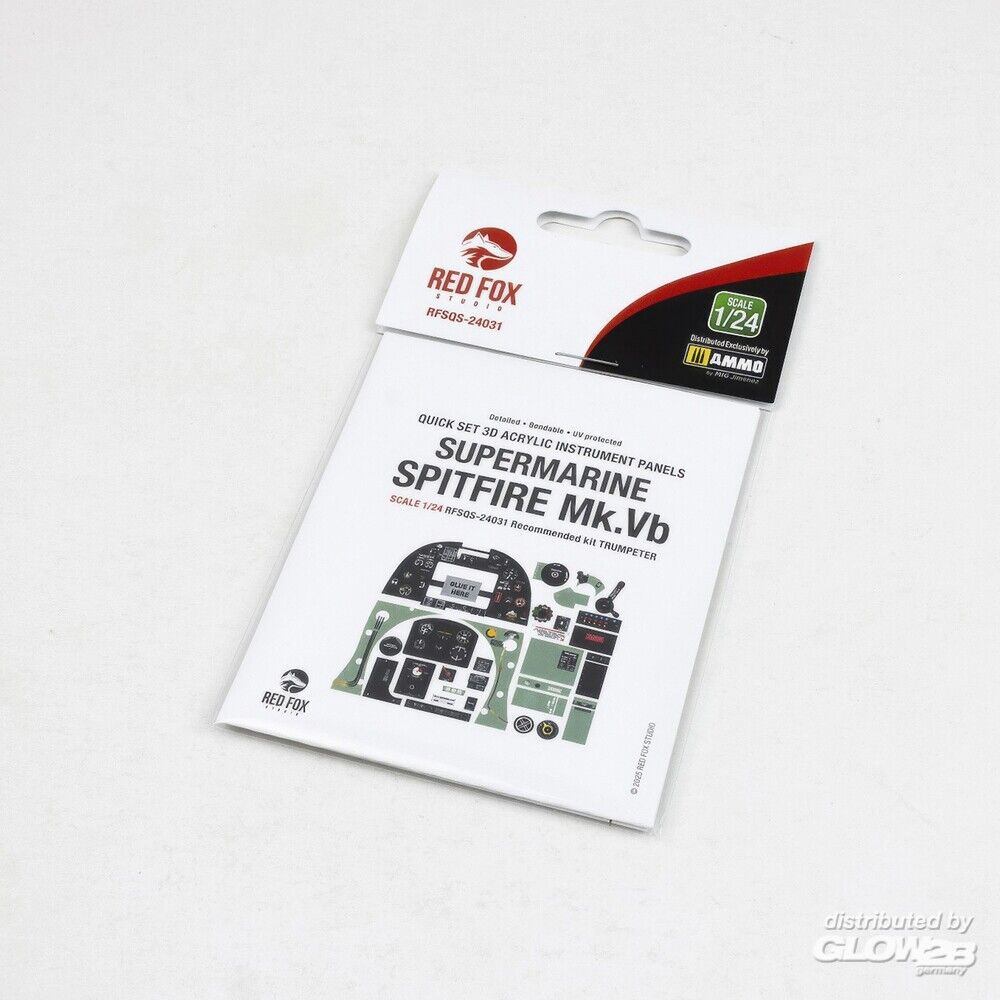 RED FOX
STUDIO
RFSQS-24031
SCALE
1/24
Distributed Exclusively by
AMMO
by MIG Jimenez
Detailed • Bendable • UV protected
QUICK SET 3D ACRYLIC INSTRUMENT PANELS
SUPERMARINE
SPITFIRE Mk.Vb
SCALE 1/24 RFSQS-24031 Recommended kit TRUMPETER
GLUE IT
HERE
RED FOX
STUDIO
© 2025 RED FOX STUDIO
distributed by
GLOW2B
germany